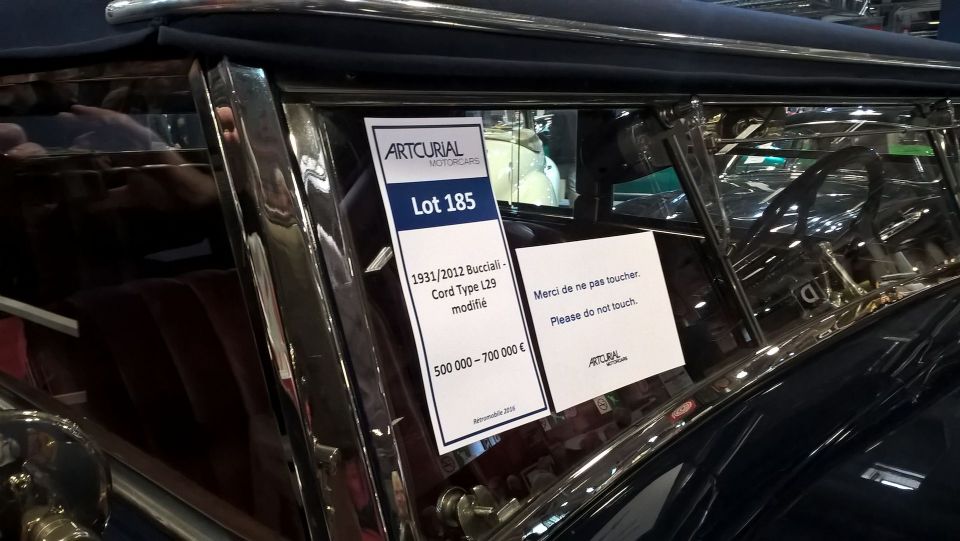 ARTCURIAL
MOTORCARS
Lot 185
1931/2012 Bucciali -
Cord Type L29
modifié
500 000 – 700 000 €
Rétromobile 2016
Merci de ne pas toucher.
Please do not touch.
ARTCURIAL
MOTORCARS